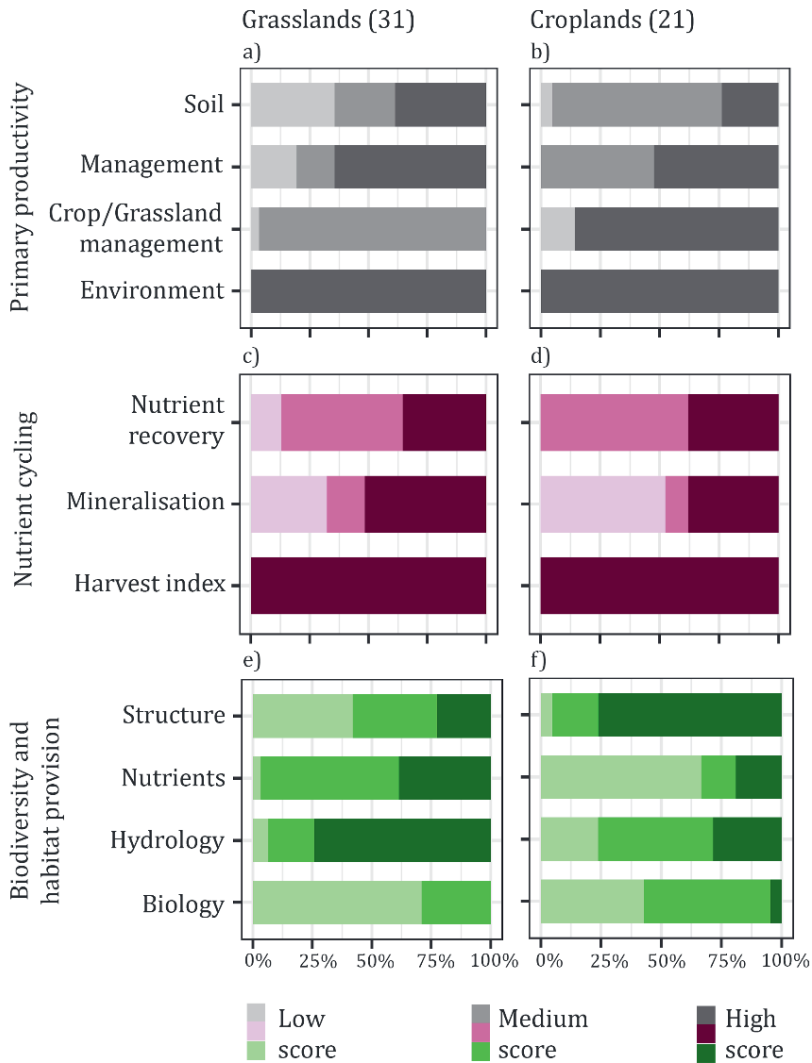 Grasslands (31)
Croplands (21)
a)
b)
Primary productivity
Soil
Management
Crop/Grassland
management
Environment
c)
d)
Nutrient cycling
Nutrient
recovery
Mineralisation
Harvest index
e)
f)
Biodiversity and
habitat provision
Structure
Nutrients
Hydrology
Biology
0% 25% 50% 75% 100%
0% 25% 50% 75% 100%
Low
score
Medium
score
High
score